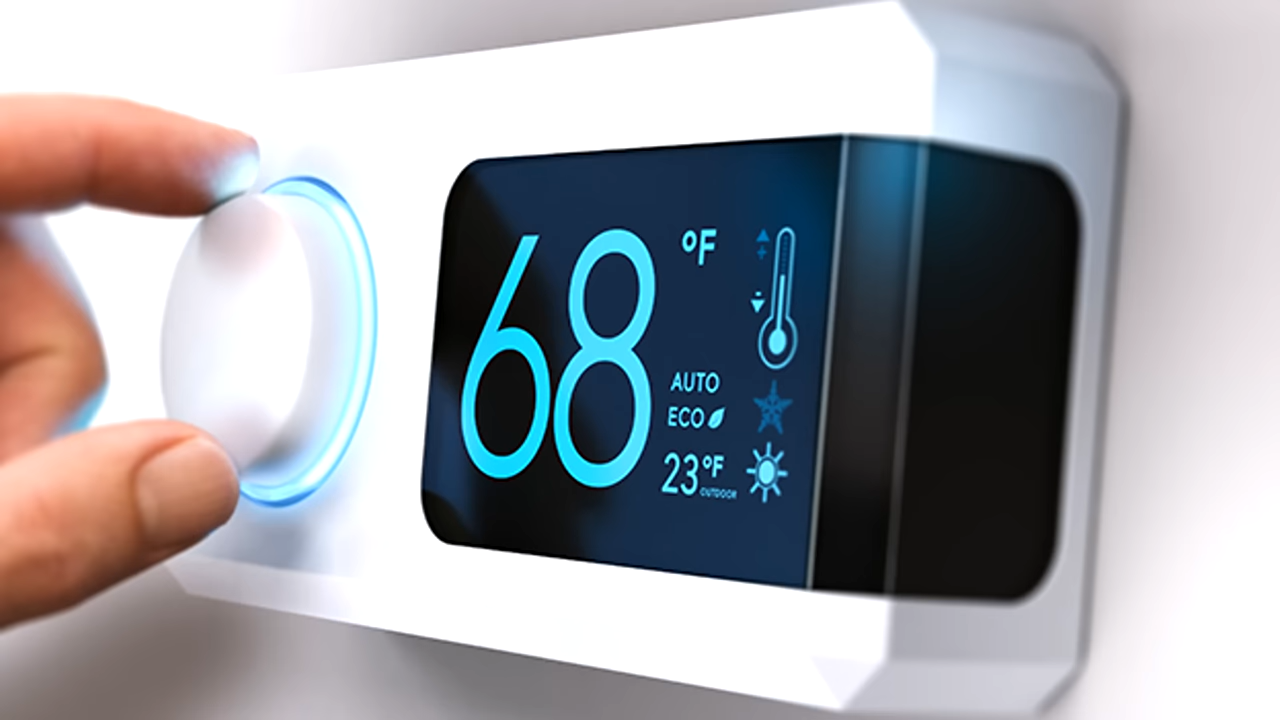 68 °F
AUTO
ECO
23 °F
OUTDOOR